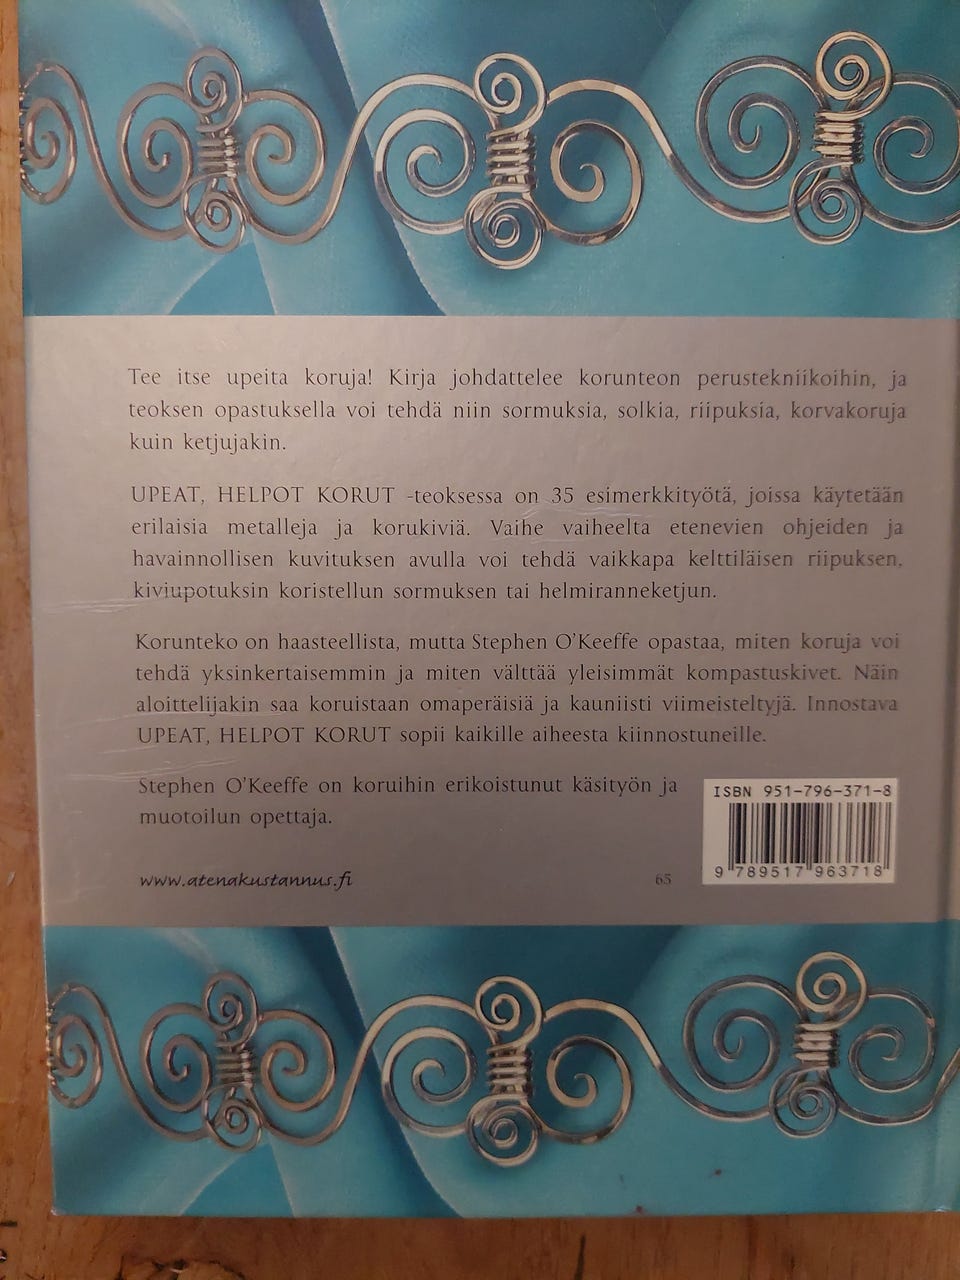 Tee itse upeita koruja! Kirja johdattelee korunteon perustekniikoihin, ja
teoksen opastuksella voi tehdä niin sormuksia, solkia, riipuksia, korvakoruja
kuin ketjujakin.
UPEAT, HELPOT KORUT -teoksessa on 35 esimerkkityötä, joissa käytetään
erilaisia metalleja ja korukiviä. Vaihe vaiheelta etenevien ohjeiden ja
havainnollisen kuvituksen avulla voi tehdä vaikkapa kelttiläisen riipuksen,
kiviupotuksin koristellun sormuksen tai helmiranneketjun.
Korunteko on haasteellista, mutta Stephen O'Keeffe opastaa, miten koruja voi
tehdä yksinkertaisemmin ja miten välttää yleisimmät kompastuskivet. Näin
aloittelijakin saa koruistaan omaperäisiä ja kauniisti viimeisteltyjä. Innostava
UPEAT, HELPOT KORUT sopii kaikille aiheesta kiinnostuneille.
Stephen O'Keeffe on koruihin erikoistunut käsityön ja
muotoilun opettaja.
www.atenakustannus.fi
65
ISBN 951-796-371-8
9 789517 963718